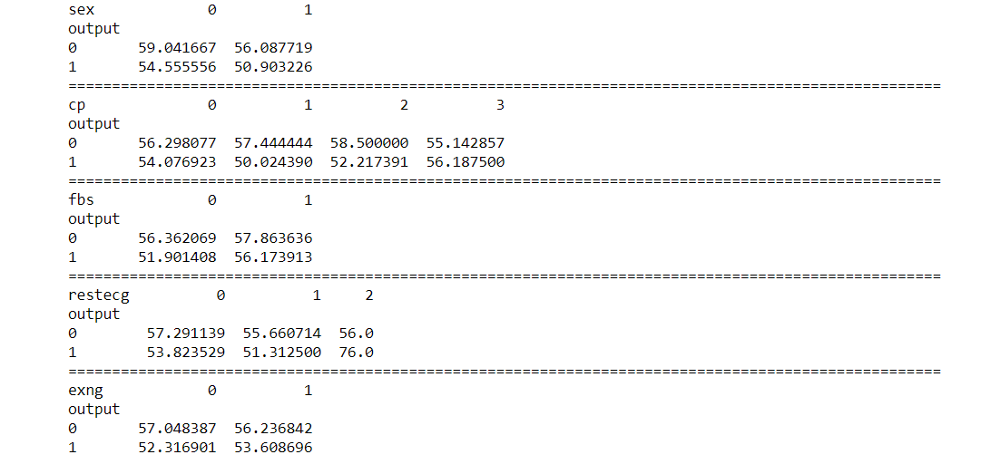 sex 0 1
output
0 59.041667 56.087719
1 54.555556 50.903226
====================================================================================================
cp 0 1 2 3
output
0 56.298077 57.444444 58.500000 55.142857
1 54.076923 50.024390 52.217391 56.187500
====================================================================================================
fbs 0 1
output
0 56.362069 57.863636
1 51.901408 56.173913
====================================================================================================
restecg 0 1 2
output
0 57.291139 55.660714 56.0
1 53.823529 51.312500 76.0
====================================================================================================
exng 0 1
output
0 57.048387 56.236842
1 52.316901 53.608696